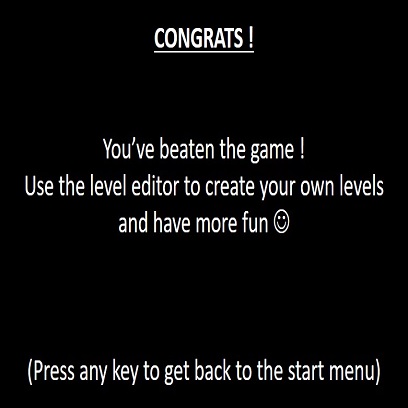 CONGRATS !
You’ve beaten the game !
Use the level editor to create your own levels
and have more fun ☺
(Press any key to get back to the start menu)